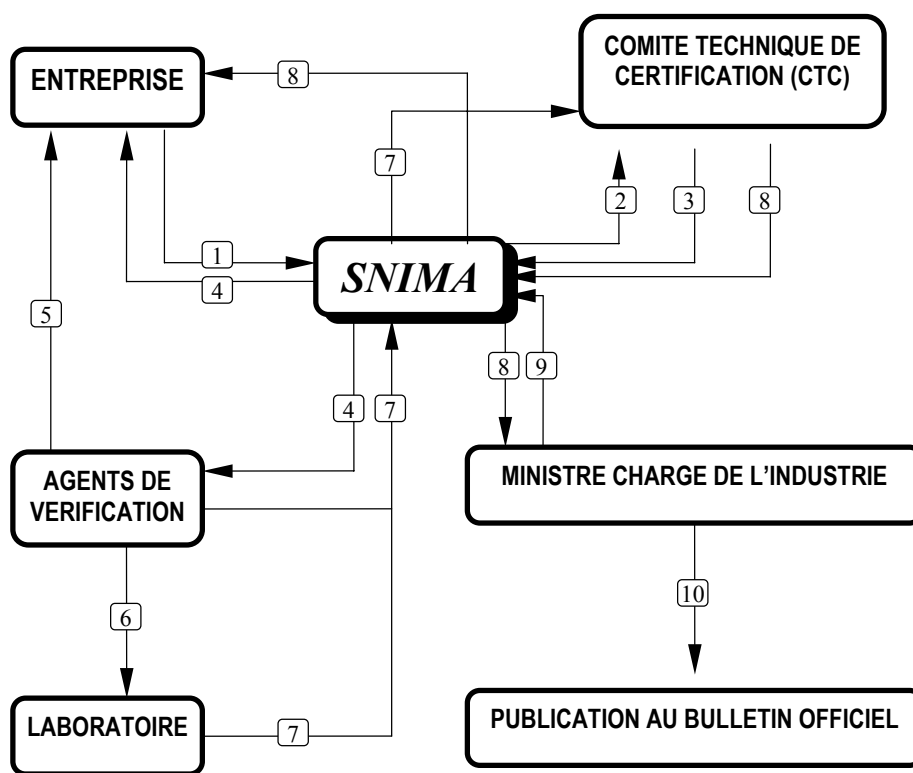 COMITE TECHNIQUE DE
CERTIFICATION (CTC)
ENTREPRISE
8
7
2
3
8
1
SNIMA
4
5
8
9
4
7
AGENTS DE
VERIFICATION
MINISTRE CHARGE DE L’INDUSTRIE
6
10
LABORATOIRE
7
PUBLICATION AU BULLETIN OFFICIEL